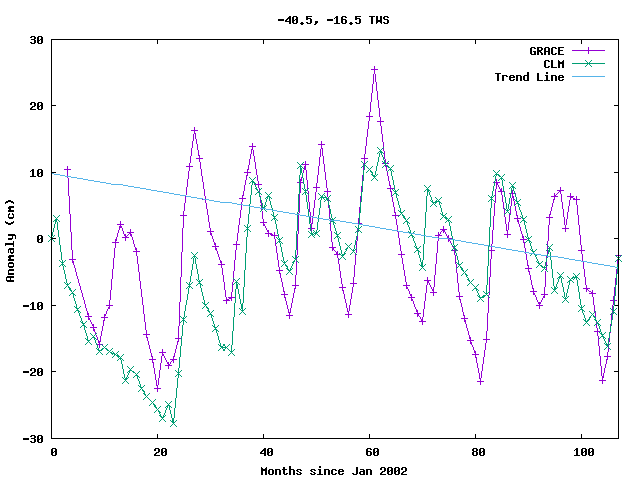 -40.5, -16.5 TWS
GRACE
CLM
Trend Line
30
20
10
0
-10
-20
-30
Anomaly (cm)
0 20 40 60 80 100
Months since Jan 2002